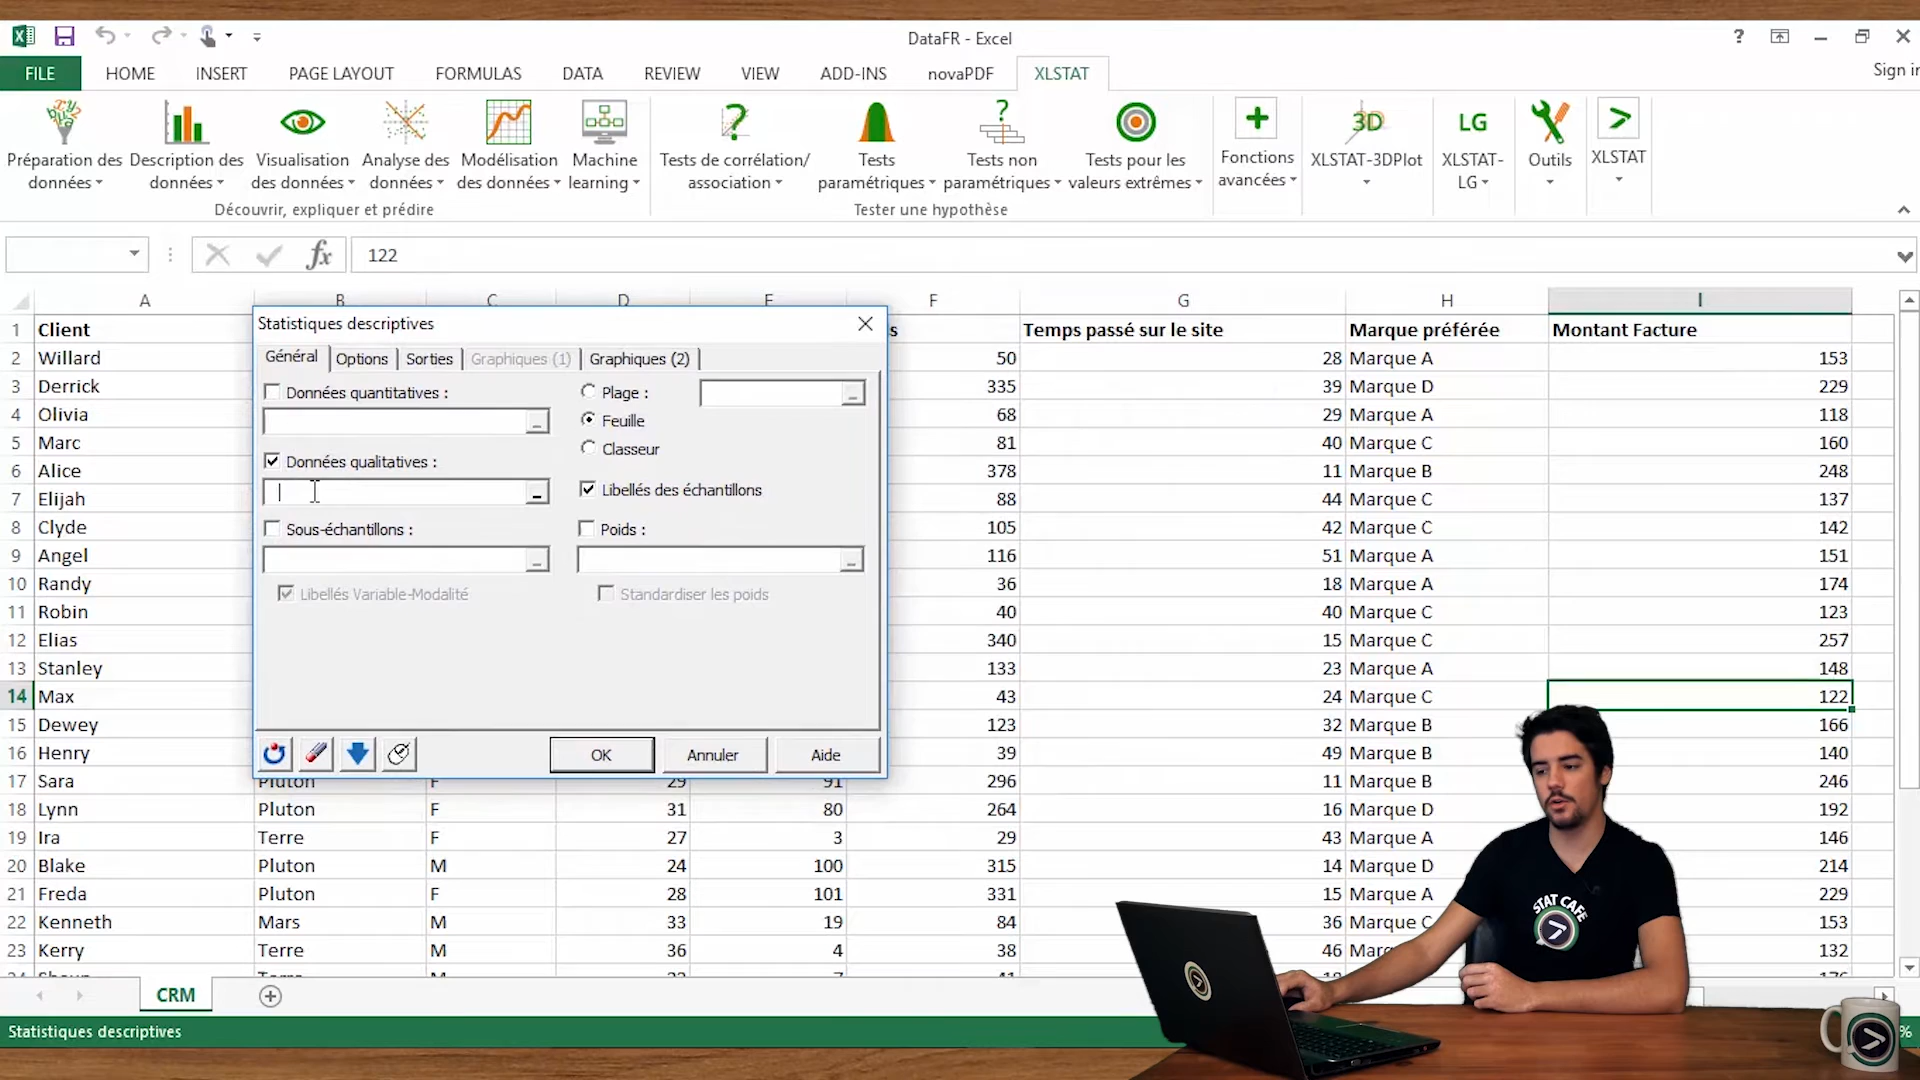 DataFR - Excel
?
Sign in
FILE HOME INSERT PAGE LAYOUT FORMULAS DATA REVIEW VIEW ADD-INS novaPDF XLSTAT
Préparation des données
Description des données
Visualisation des données
Analyse des données
Modélisation des données
Machine learning
Tests de corrélation/ association
Tests paramétriques
Tests non paramétriques
Tests pour les valeurs extrêmes
Fonctions avancées
3D
XLSTAT-3DPlot
LG
XLSTAT-LG
Outils
XLSTAT
Découvrir, expliquer et prédire
Tester une hypothèse
fx 122
A B C D E F G H I
1 Client s Temps passé sur le site Marque préférée Montant Facture
2 Willard 50 28 Marque A 153
3 Derrick 335 39 Marque D 229
4 Olivia 68 29 Marque A 118
5 Marc 81 40 Marque C 160
6 Alice 378 11 Marque B 248
7 Elijah 88 44 Marque C 137
8 Clyde 105 42 Marque C 142
9 Angel 116 51 Marque A 151
10 Randy 36 18 Marque A 174
11 Robin 40 40 Marque C 123
12 Elias 340 15 Marque C 257
13 Stanley 133 23 Marque A 148
14 Max 43 24 Marque C 122
15 Dewey 123 32 Marque B 166
16 Henry 39 49 Marque B 140
17 Sara Pluton F 29 91 296 11 Marque B 246
18 Lynn Pluton F 31 80 264 16 Marque D 192
19 Ira Terre F 27 3 29 43 Marque A 146
20 Blake Pluton M 24 100 315 14 Marque D 214
21 Freda Pluton F 28 101 331 15 Marque A 229
22 Kenneth Mars M 33 19 84 36 Marque C 153
23 Kerry Terre M 36 4 38 46 132
Statistiques descriptives
Général Options Sorties Graphiques (1) Graphiques (2)
Données quantitatives :
Plage :
Feuille
Classeur
Données qualitatives :
Libellés des échantillons
Sous-échantillons :
Poids :
Libellés Variable-Modalité
Standardiser les poids
OK Annuler Aide
STAT CAFE
CRM
Statistiques descriptives
%